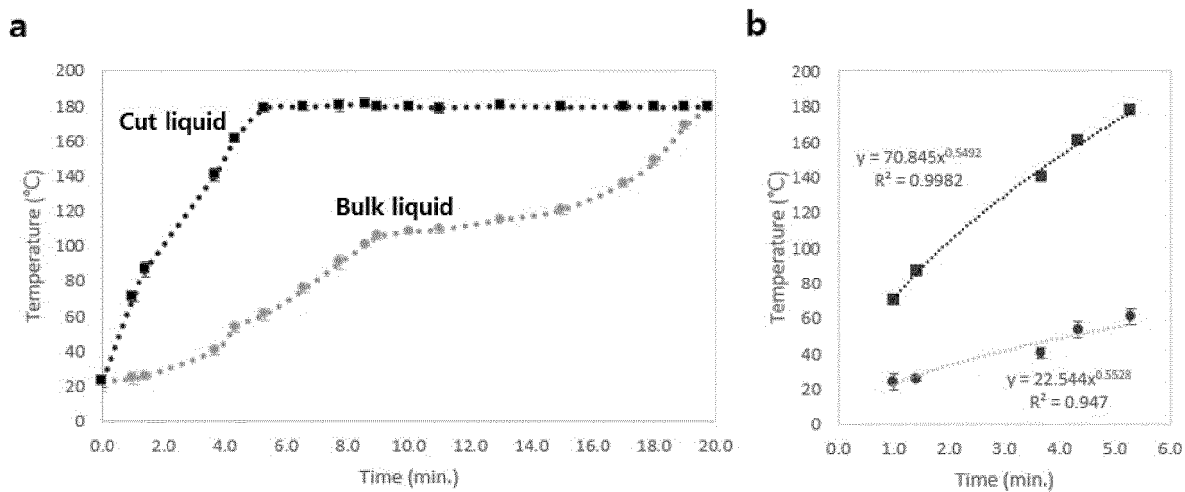 a
200
180
160
140
120
100
80
60
40
20
0
Temperature (°C)
Cut liquid
Bulk liquid
0.0 2.0 4.0 6.0 8.0 10.0 12.0 14.0 16.0 18.0 20.0
Time (min.)
b
200
180
160
140
120
100
80
60
40
20
0
Temperature (°C)
y = 70.845x^0.5492
R² = 0.9982
y = 22.544x^0.5528
R² = 0.947
0.0 1.0 2.0 3.0 4.0 5.0 6.0
Time (min.)